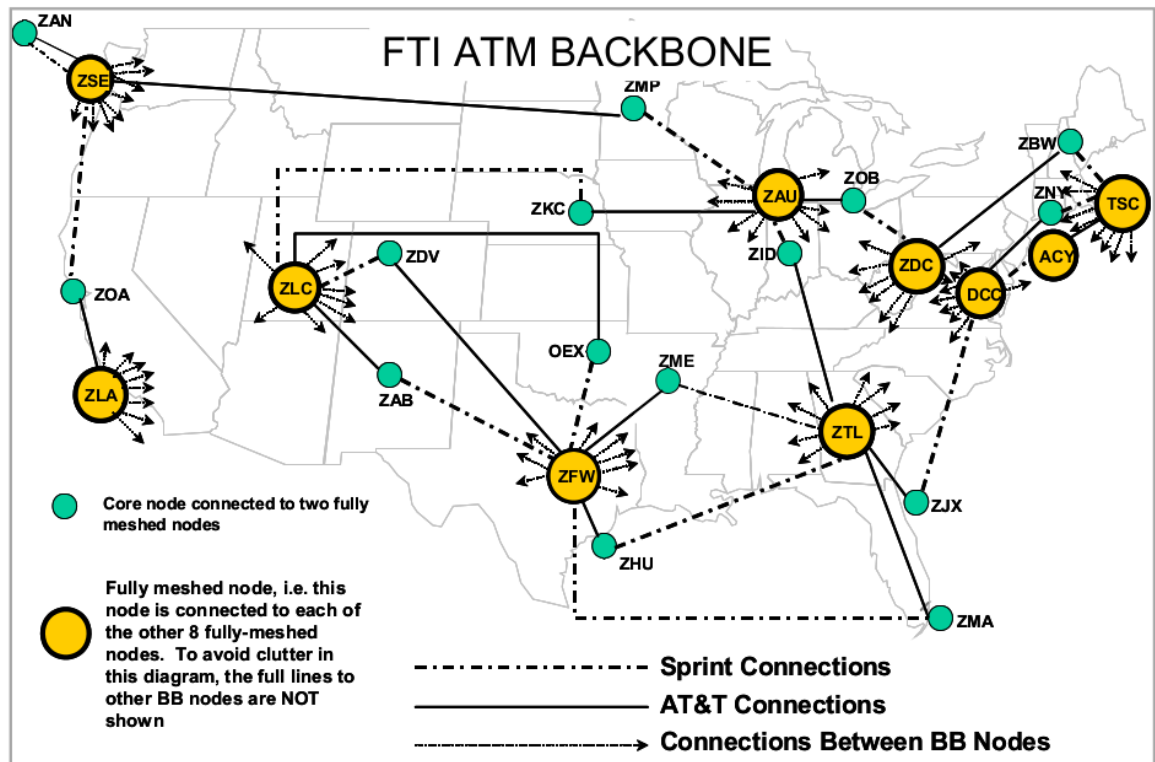 FTI ATM BACKBONE
ZAN
ZSE
ZMP
ZBW
ZAU
ZOB
ZNY
TSC
ZKC
ZDV
ZID
ZDC
ACY
ZLC
DCC
ZOA
OEX
ZME
ZLA
ZAB
ZTL
ZFW
ZJX
ZHU
ZMA
Core node connected to two fully
meshed nodes
Fully meshed node, i.e. this
node is connected to each of
the other 8 fully-meshed
nodes. To avoid clutter in
this diagram, the full lines to
other BB nodes are NOT
shown
Sprint Connections
AT&T Connections
Connections Between BB Nodes